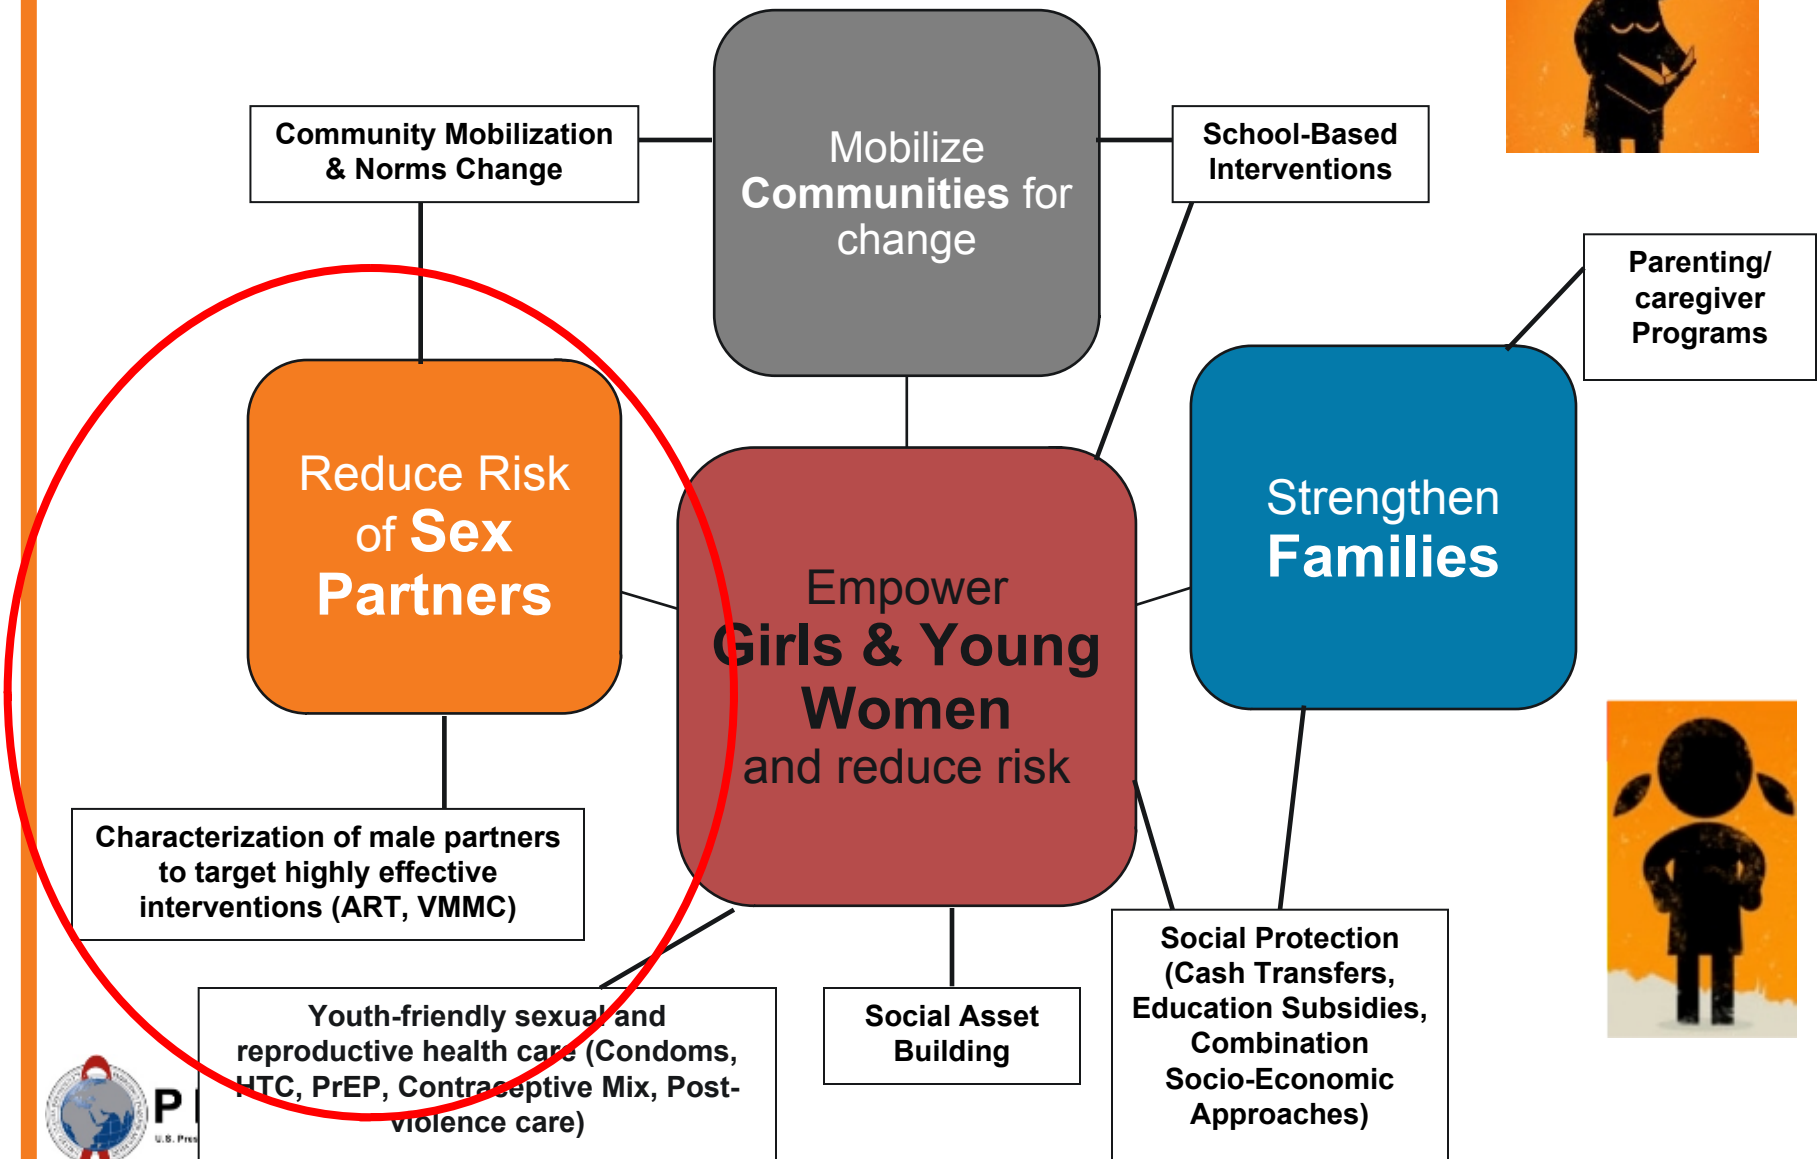 Mobilize
Communities for
change
Community Mobilization
& Norms Change
School-Based
Interventions
Parenting/
caregiver
Programs
Reduce Risk
of Sex
Partners
Empower
Girls & Young
Women
and reduce risk
Strengthen
Families
Characterization of male partners
to target highly effective
interventions (ART, VMMC)
Youth-friendly sexual and
reproductive health care (Condoms,
HTC, PrEP, Contraceptive Mix, Post-
violence care)
Social Asset
Building
Social Protection
(Cash Transfers,
Education Subsidies,
Combination
Socio-Economic
Approaches)
P
U.S.